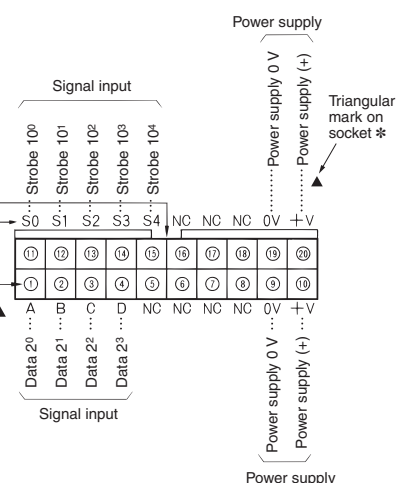 Power supply
Signal input
Strobe 10⁰
Strobe 10¹
Strobe 10²
Strobe 10³
Strobe 10⁴
Power supply 0 V
Power supply (+)
Triangular
mark on
socket ✻
S0 S1 S2 S3 S4 NC NC NC 0V +V
⑪ ⑫ ⑬ ⑭ ⑮ ⑯ ⑰ ⑱ ⑲ ⑳
① ② ③ ④ ⑤ ⑥ ⑦ ⑧ ⑨ ⑩
A B C D NC NC NC NC 0V +V
Data 2⁰
Data 2¹
Data 2²
Data 2³
Power supply 0 V
Power supply (+)
Signal input
Power supply